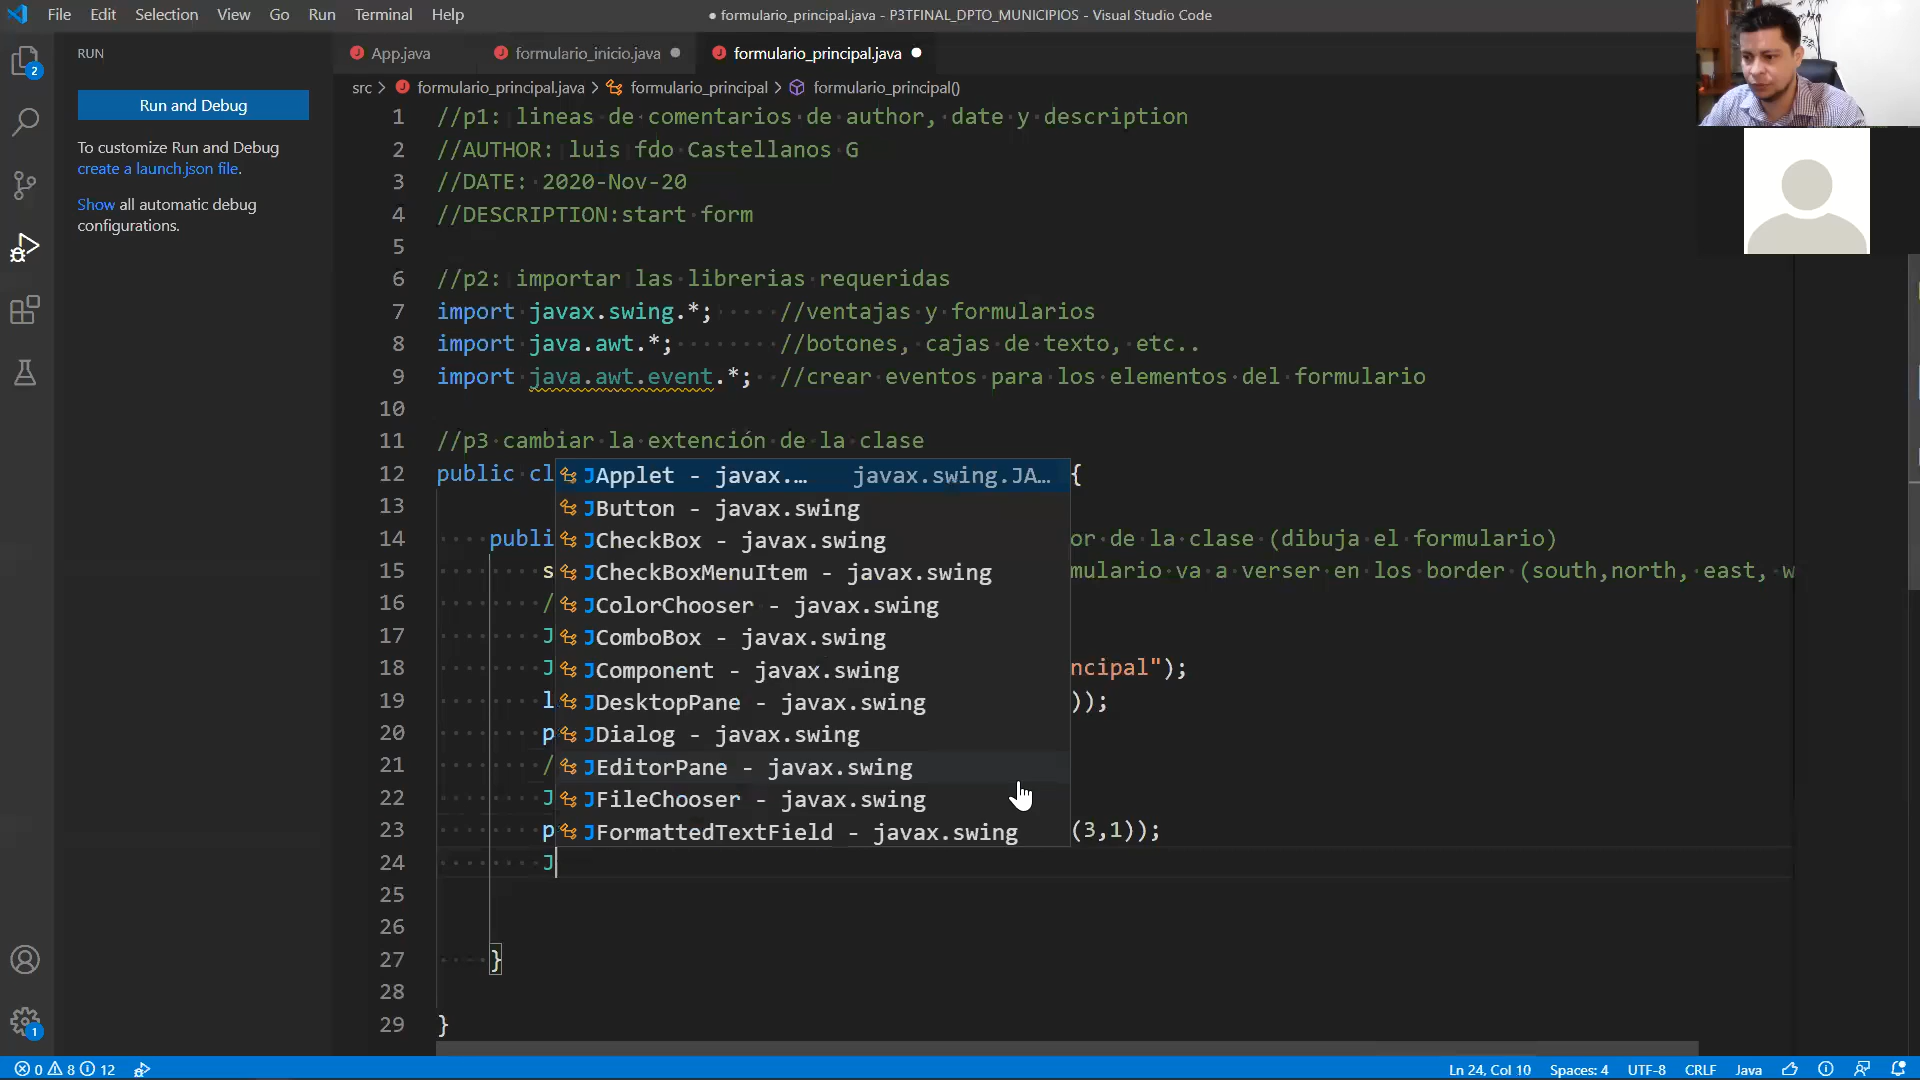 File Edit Selection View Go Run Terminal Help
● formulario_principal.java - P3TFINAL_DPTO_MUNICIPIOS - Visual Studio Code
RUN
App.java formulario_inicio.java ● formulario_principal.java ●
2
Run and Debug
src > formulario_principal.java > formulario_principal > formulario_principal()
To customize Run and Debug
create a launch.json file.
Show all automatic debug
configurations.
1 //p1: lineas de comentarios de author, date y description
2 //AUTHOR: luis fdo Castellanos G
3 //DATE: 2020-Nov-20
4 //DESCRIPTION:start form
5
6 //p2: importar las librerias requeridas
7 import javax.swing.*; //ventajas y formularios
8 import java.awt.*; //botones, cajas de texto, etc..
9 import java.awt.event.*; //crear eventos para los elementos del formulario
10
11 //p3 cambiar la extención de la clase
12 public cl {
13
14 publi or de la clase (dibuja el formulario)
15 s mulario va a verser en los border (south,north, east, w
16 /
17 J
18 J ncipal");
19 l ));
20 p
21 /
22 J
23 p (3,1));
24 J
25
26
27 }
28
29 }
JApplet - javax.… javax.swing.JA…
JButton - javax.swing
JCheckBox - javax.swing
JCheckBoxMenuItem - javax.swing
JColorChooser - javax.swing
JComboBox - javax.swing
JComponent - javax.swing
JDesktopPane - javax.swing
JDialog - javax.swing
JEditorPane - javax.swing
JFileChooser - javax.swing
JFormattedTextField - javax.swing
1
0 8 12
Ln 24, Col 10 Spaces: 4 UTF-8 CRLF Java